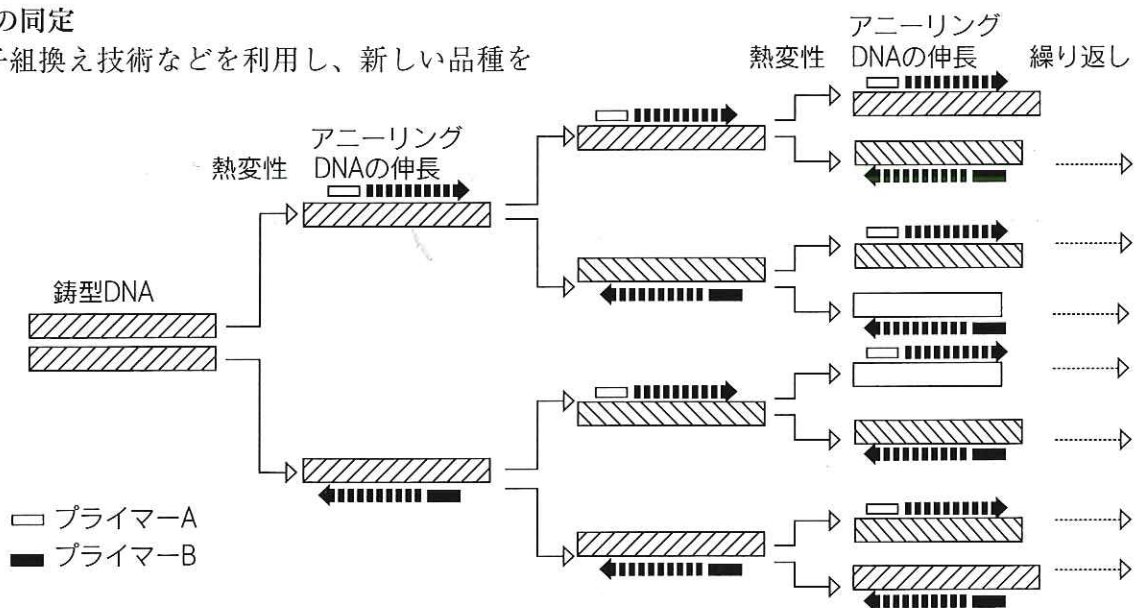 の同定
子組換え技術などを利用し、新しい品種を
鋳型DNA
熱変性
アニーリング
DNAの伸長
熱変性
アニーリング
DNAの伸長
繰り返し
プライマーA
プライマーB